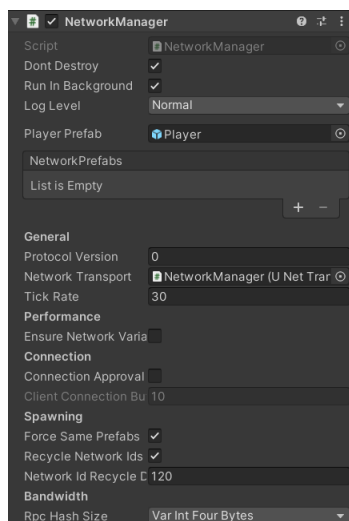 NetworkManager
Script NetworkManager
Dont Destroy
Run In Background
Log Level Normal
Player Prefab Player
NetworkPrefabs
List is Empty
+ −
General
Protocol Version 0
Network Transport NetworkManager (U Net Tran
Tick Rate 30
Performance
Ensure Network Varia
Connection
Connection Approval
Client Connection Bu 10
Spawning
Force Same Prefabs
Recycle Network Ids
Network Id Recycle D 120
Bandwidth
Rpc Hash Size Var Int Four Bytes